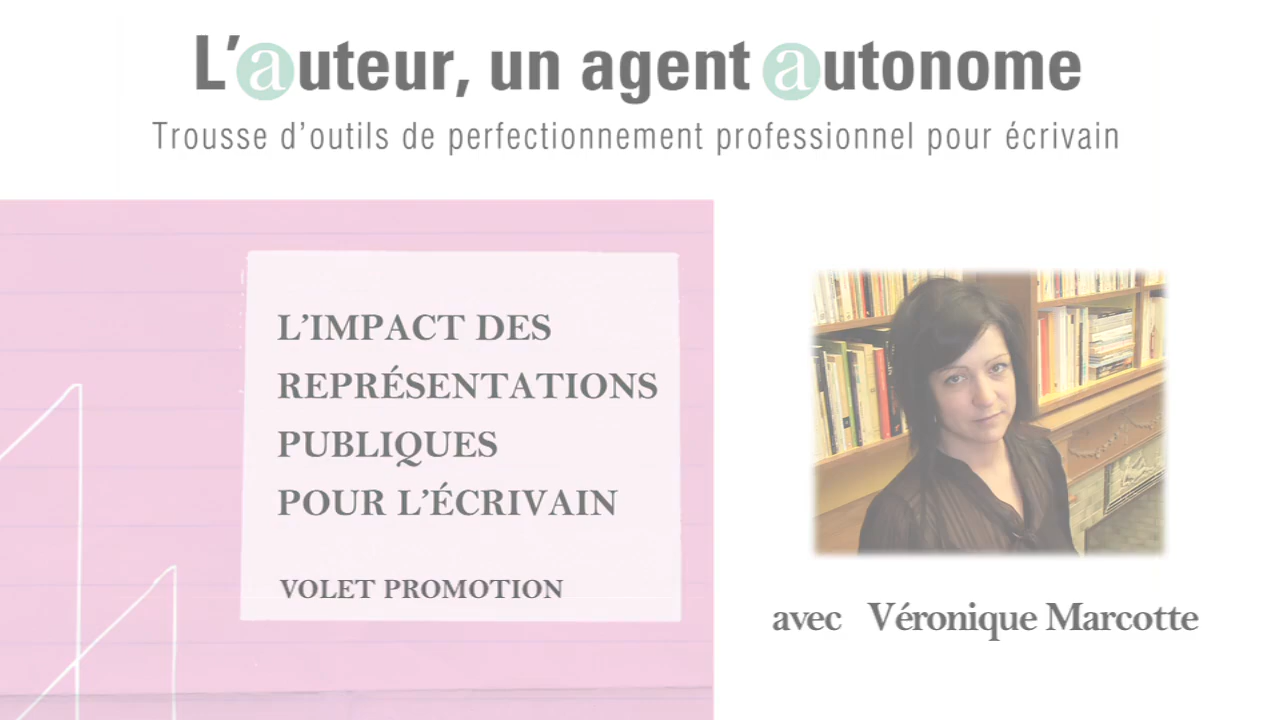 L’auteur, un agent autonome
Trousse d’outils de perfectionnement professionnel pour écrivain
L’IMPACT DES
REPRÉSENTATIONS
PUBLIQUES
POUR L’ÉCRIVAIN
VOLET PROMOTION
avec Véronique Marcotte